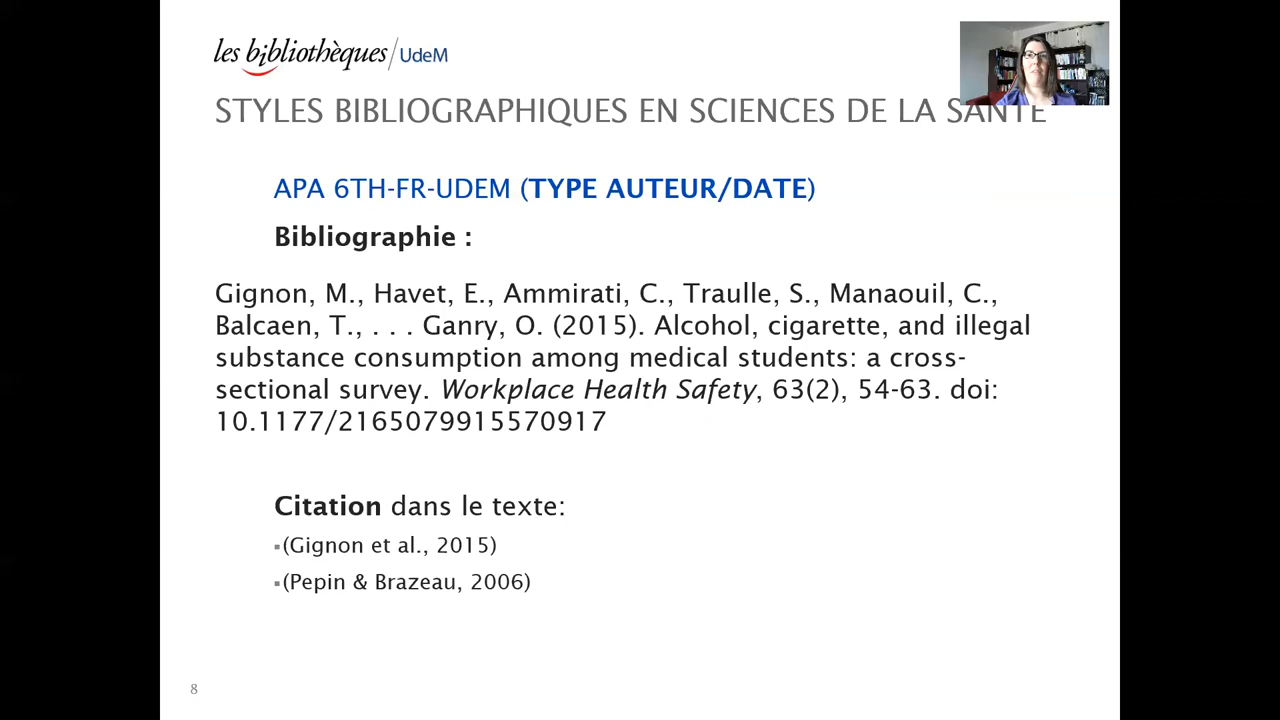 les bibliothèques/UdeM
STYLES BIBLIOGRAPHIQUES EN SCIENCES DE LA SANTÉ
APA 6TH-FR-UDEM (TYPE AUTEUR/DATE)
Bibliographie :
Gignon, M., Havet, E., Ammirati, C., Traulle, S., Manaouil, C.,
Balcaen, T., . . . Ganry, O. (2015). Alcohol, cigarette, and illegal
substance consumption among medical students: a cross-
sectional survey. Workplace Health Safety, 63(2), 54-63. doi:
10.1177/2165079915570917
Citation dans le texte:
▪(Gignon et al., 2015)
▪(Pepin & Brazeau, 2006)
8